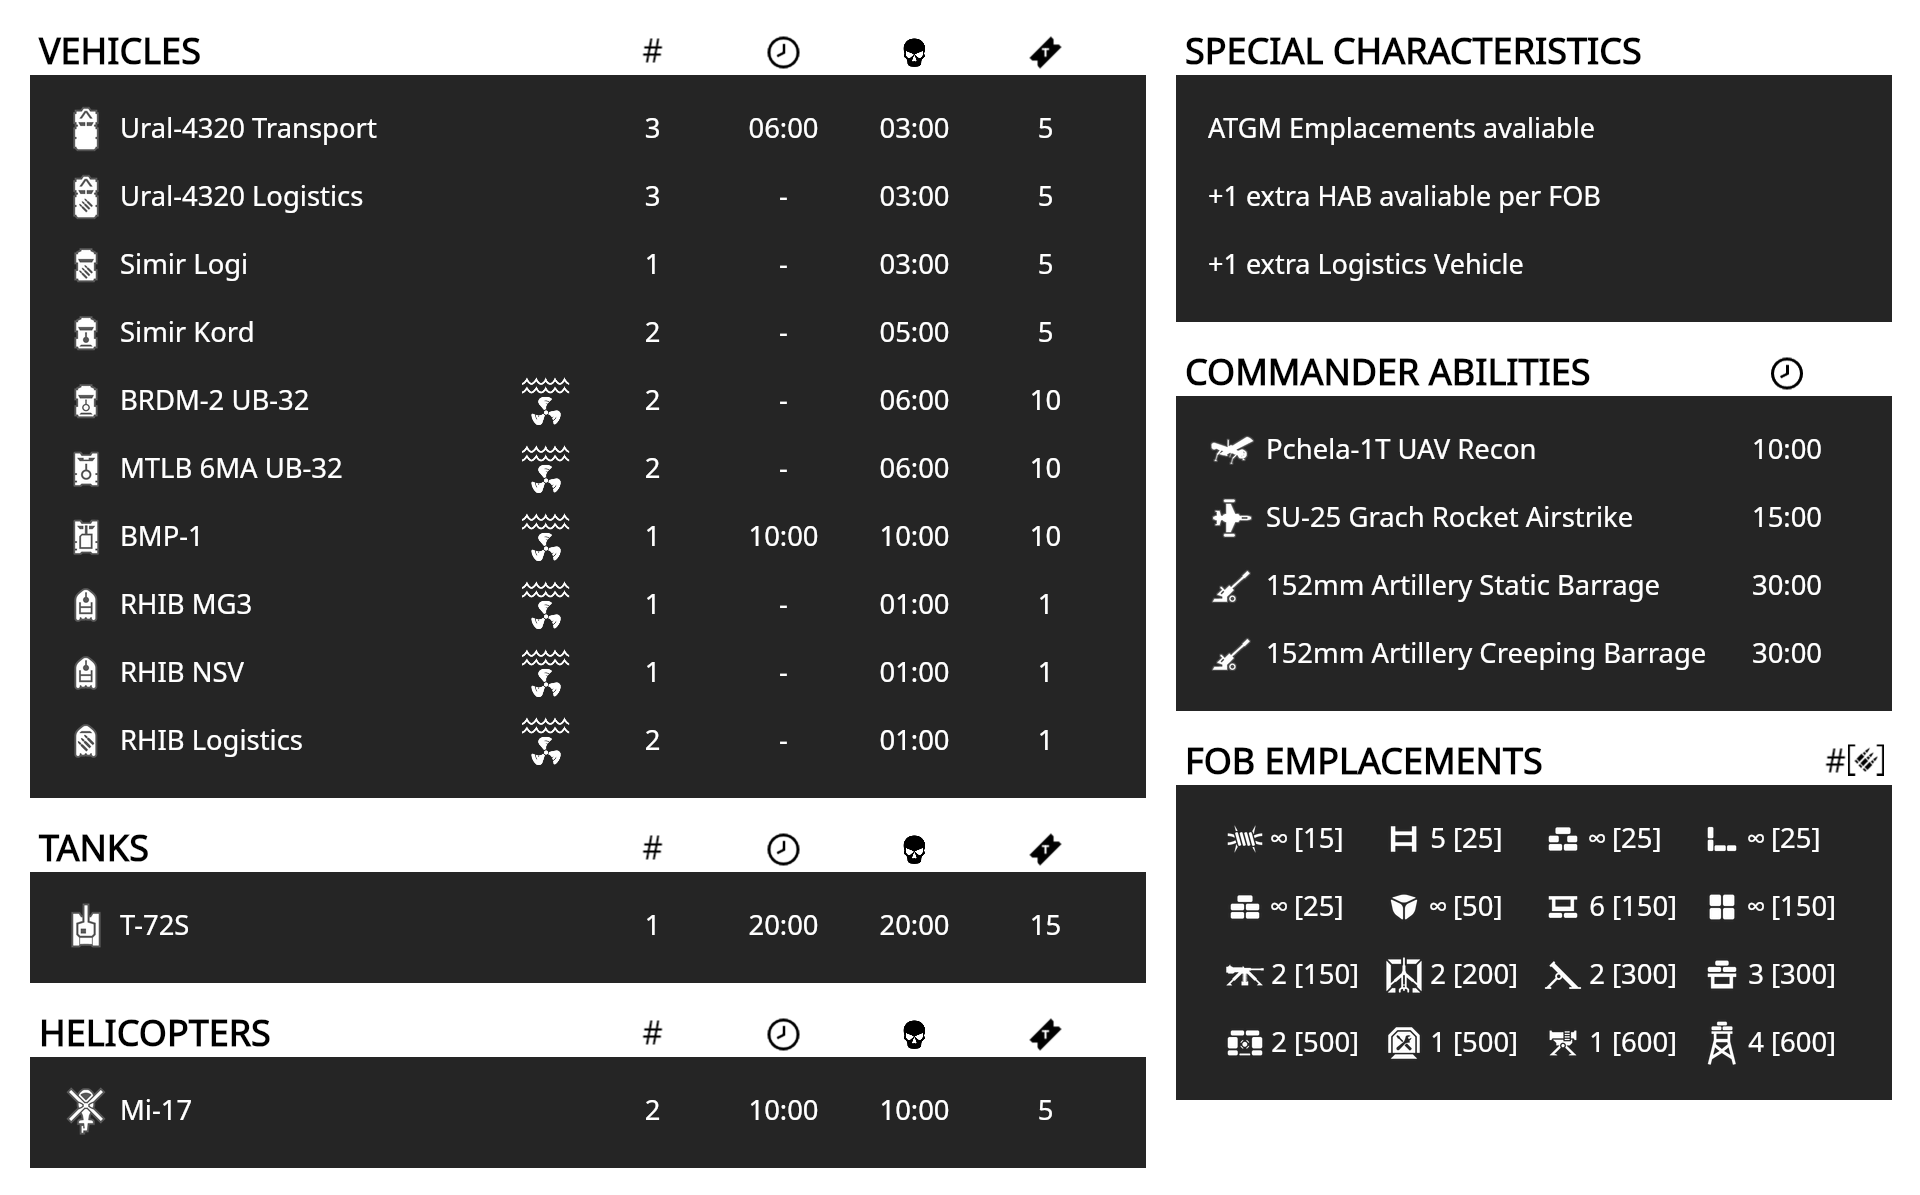 VEHICLES #
Ural-4320 Transport 3 06:00 03:00 5
Ural-4320 Logistics 3 - 03:00 5
Simir Logi 1 - 03:00 5
Simir Kord 2 - 05:00 5
BRDM-2 UB-32 2 - 06:00 10
MTLB 6MA UB-32 2 - 06:00 10
BMP-1 1 10:00 10:00 10
RHIB MG3 1 - 01:00 1
RHIB NSV 1 - 01:00 1
RHIB Logistics 2 - 01:00 1
TANKS #
T-72S 1 20:00 20:00 15
HELICOPTERS #
Mi-17 2 10:00 10:00 5
SPECIAL CHARACTERISTICS
ATGM Emplacements avaliable
+1 extra HAB avaliable per FOB
+1 extra Logistics Vehicle
COMMANDER ABILITIES
Pchela-1T UAV Recon 10:00
SU-25 Grach Rocket Airstrike 15:00
152mm Artillery Static Barrage 30:00
152mm Artillery Creeping Barrage 30:00
FOB EMPLACEMENTS #[]
∞ [15] 5 [25] ∞ [25] ∞ [25]
∞ [25] ∞ [50] 6 [150] ∞ [150]
2 [150] 2 [200] 2 [300] 3 [300]
2 [500] 1 [500] 1 [600] 4 [600]